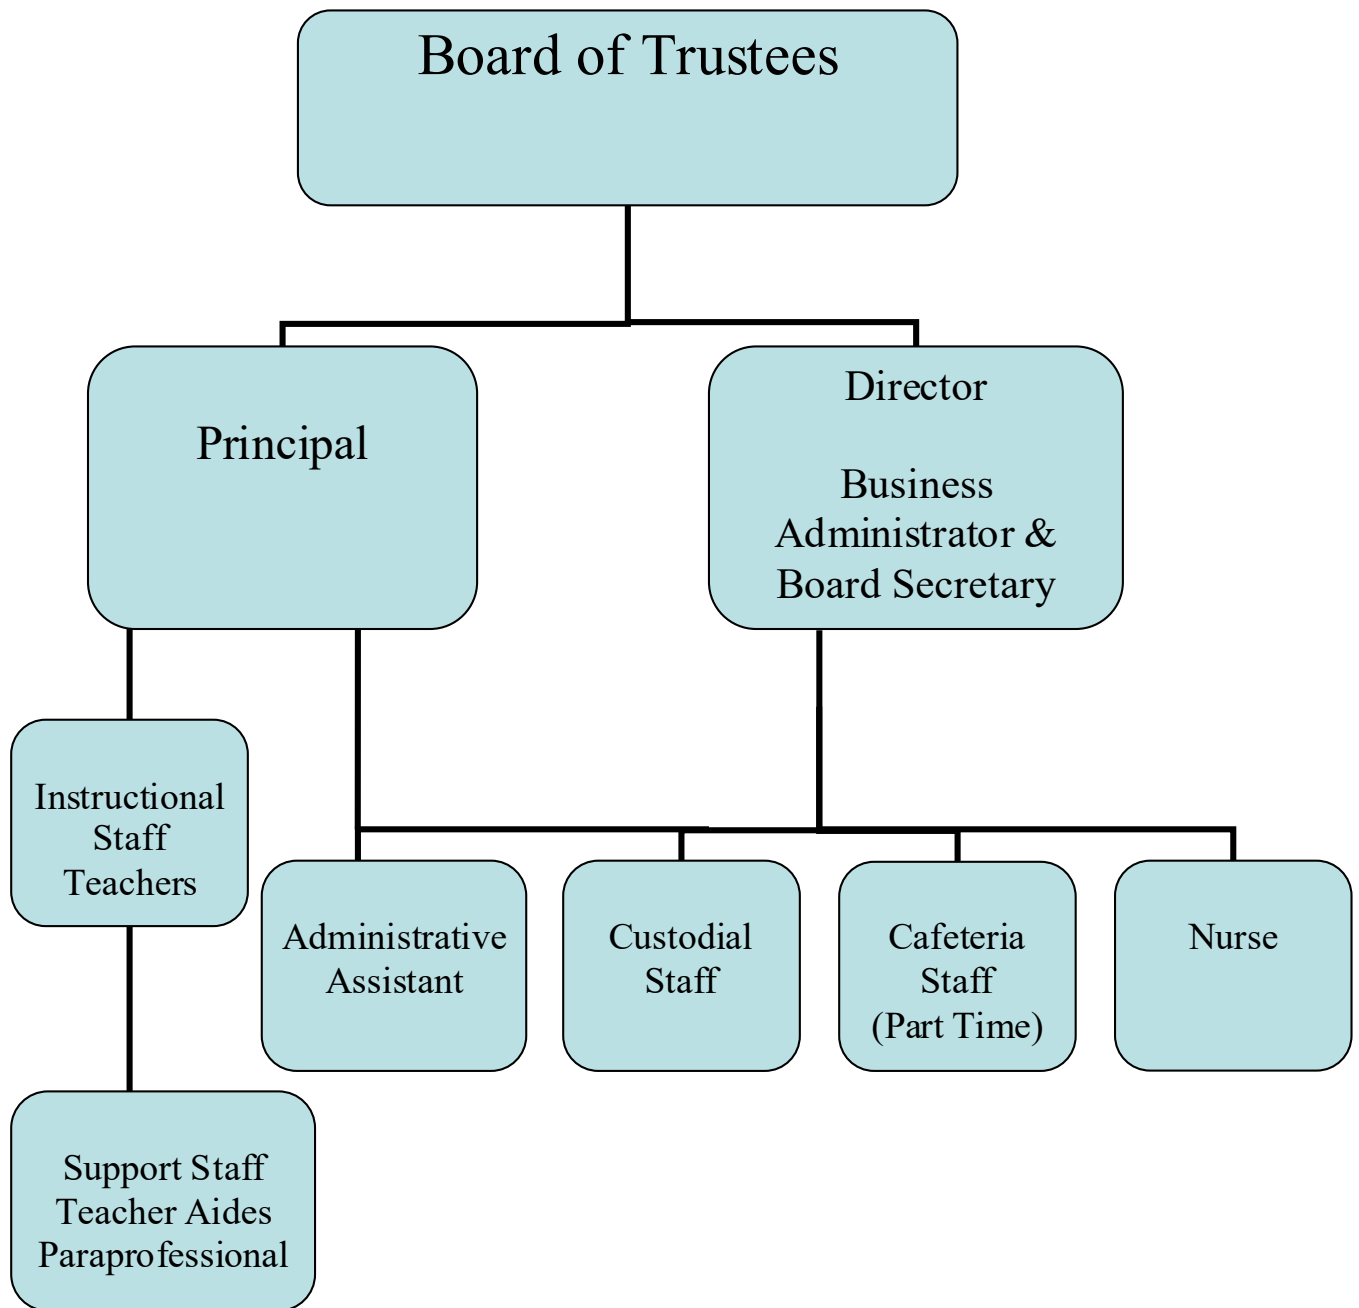 Board of Trustees
Principal
Director
Business
Administrator &
Board Secretary
Instructional
Staff
Teachers
Administrative
Assistant
Custodial
Staff
Cafeteria
Staff
(Part Time)
Nurse
Support Staff
Teacher Aides
Paraprofessional